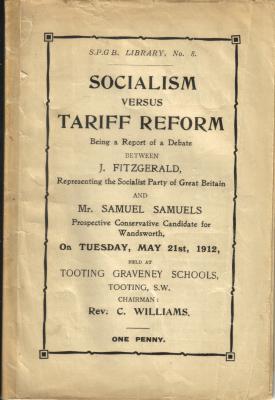 S.P.G.B. LIBRARY, No. 8.
SOCIALISM
VERSUS
TARIFF REFORM
Being a Report of a Debate
BETWEEN
J. FITZGERALD,
Representing the Socialist Party of Great Britain
AND
Mr. SAMUEL SAMUELS
Prospective Conservative Candidate for
Wandsworth,
On TUESDAY, MAY 21st, 1912,
HELD AT
TOOTING GRAVENEY SCHOOLS,
TOOTING, S.W.
CHAIRMAN:
Rev. C. WILLIAMS.
ONE PENNY.